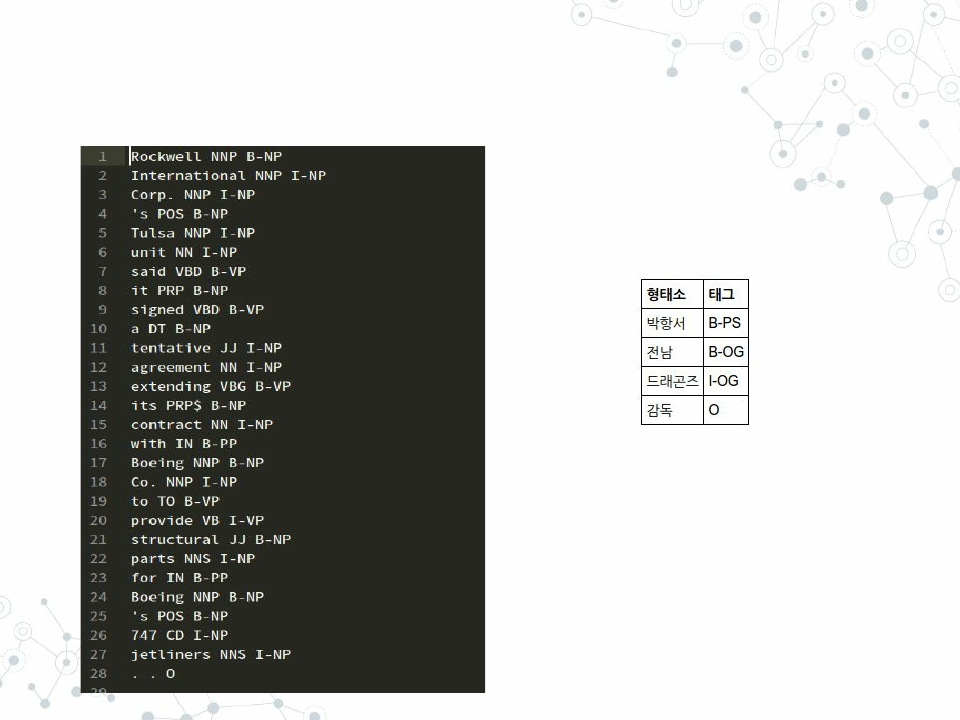 1 Rockwell NNP B-NP
2 International NNP I-NP
3 Corp. NNP I-NP
4 's POS B-NP
5 Tulsa NNP I-NP
6 unit NN I-NP
7 said VBD B-VP
8 it PRP B-NP
9 signed VBD B-VP
10 a DT B-NP
11 tentative JJ I-NP
12 agreement NN I-NP
13 extending VBG B-VP
14 its PRP$ B-NP
15 contract NN I-NP
16 with IN B-PP
17 Boeing NNP B-NP
18 Co. NNP I-NP
19 to TO B-VP
20 provide VB I-VP
21 structural JJ B-NP
22 parts NNS I-NP
23 for IN B-PP
24 Boeing NNP B-NP
25 's POS B-NP
26 747 CD I-NP
27 jetliners NNS I-NP
28 . . O
29
형태소 태그
박항서 B-PS
전남 B-OG
드래곤즈 I-OG
감독 O